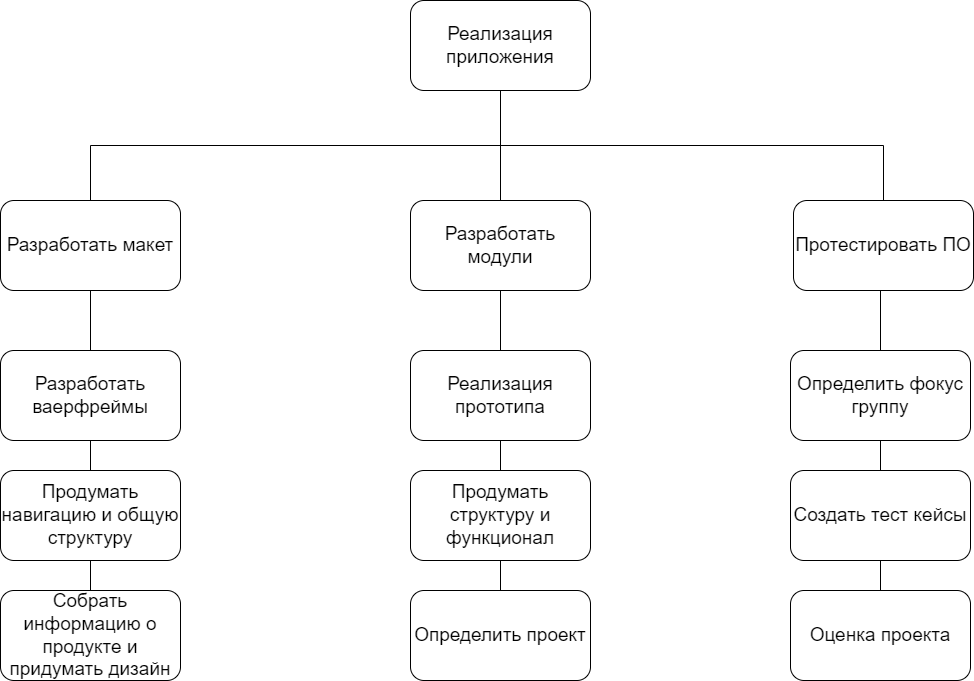 Реализация
приложения
Разработать макет
Разработать
модули
Протестировать ПО
Разработать
ваерфреймы
Реализация
прототипа
Определить фокус
группу
Продумать
навигацию и общую
структуру
Продумать
структуру и
функционал
Создать тест кейсы
Собрать
информацию о
продукте и
придумать дизайн
Определить проект
Оценка проекта